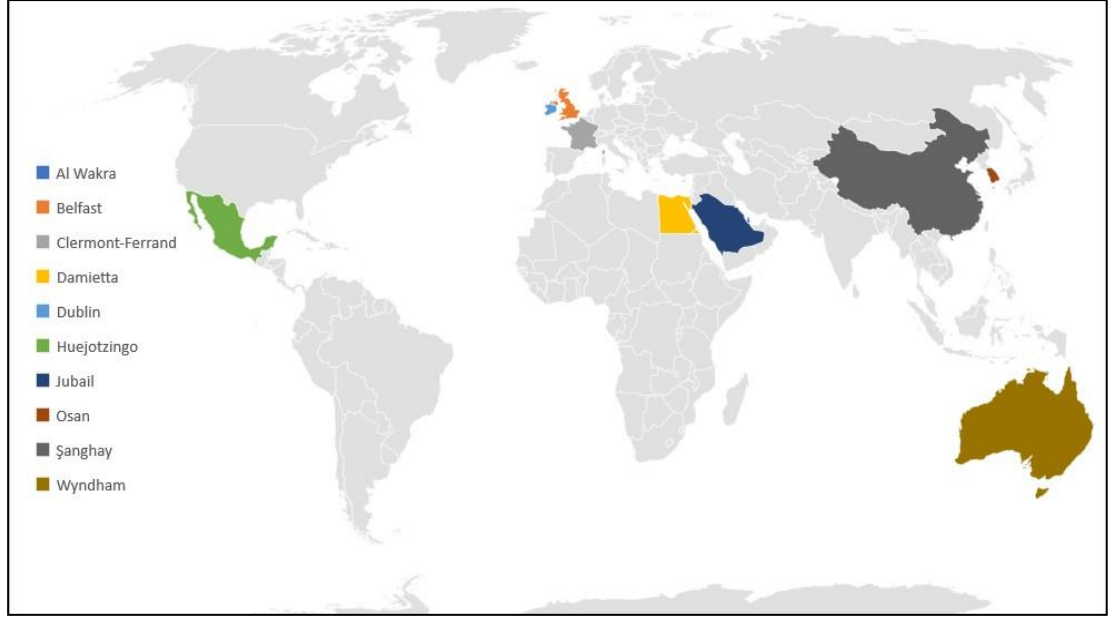 Al Wakra
Belfast
Clermont-Ferrand
Damietta
Dublin
Huejotzingo
Jubail
Osan
Şanghay
Wyndham